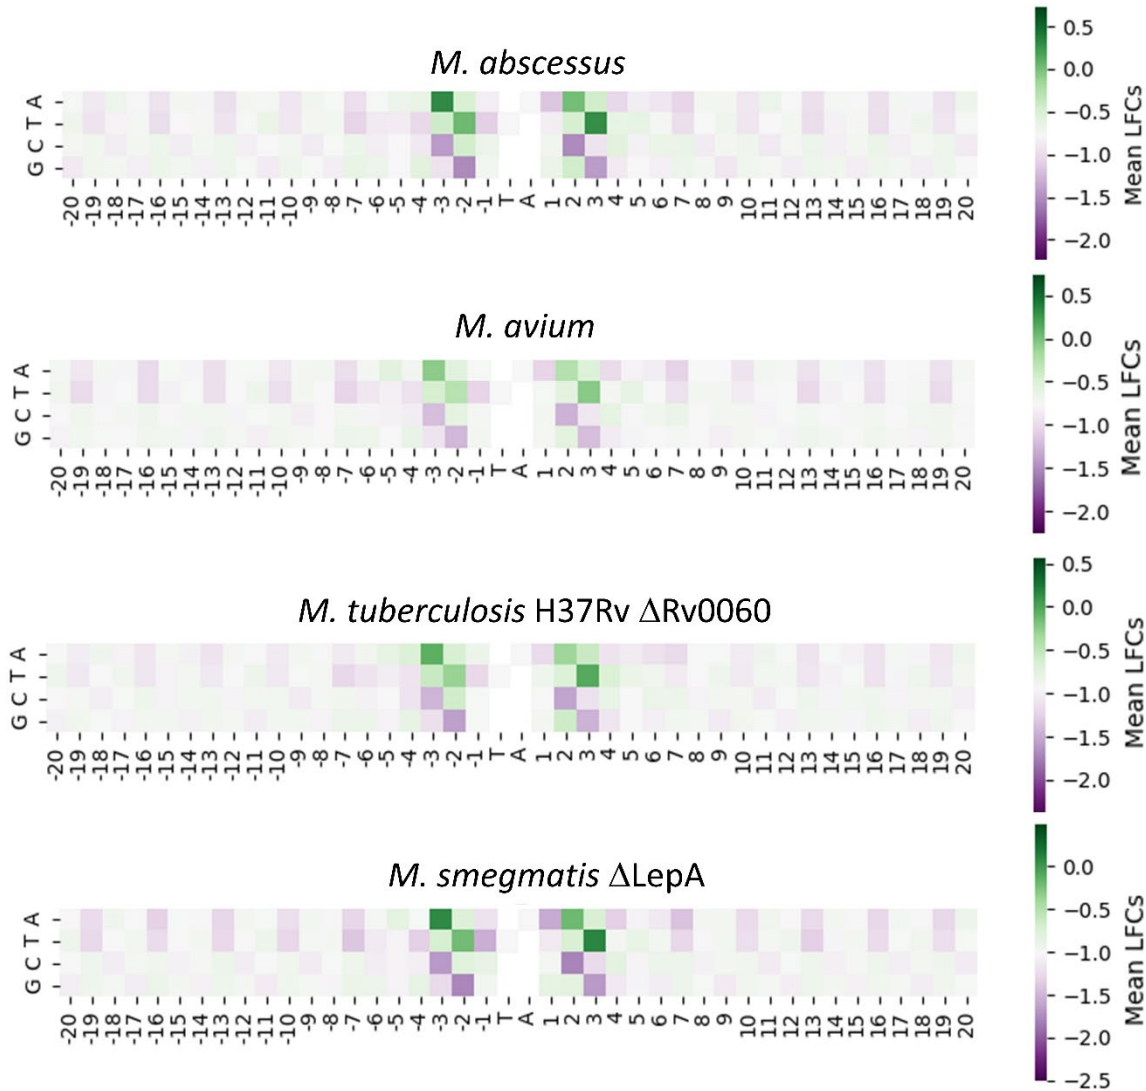 M. abscessus
G C T A
-20 -19 -18 -17 -16 -15 -14 -13 -12 -11 -10 -9 -8 -7 -6 -5 -4 -3 -2 -1 T A 1 2 3 4 5 6 7 8 9 10 11 12 13 14 15 16 17 18 19 20
0.5
0.0
−0.5
−1.0
−1.5
−2.0
Mean LFCs
M. avium
G C T A
-20 -19 -18 -17 -16 -15 -14 -13 -12 -11 -10 -9 -8 -7 -6 -5 -4 -3 -2 -1 T A 1 2 3 4 5 6 7 8 9 10 11 12 13 14 15 16 17 18 19 20
0.5
0.0
−0.5
−1.0
−1.5
−2.0
Mean LFCs
M. tuberculosis H37Rv ΔRv0060
G C T A
-20 -19 -18 -17 -16 -15 -14 -13 -12 -11 -10 -9 -8 -7 -6 -5 -4 -3 -2 -1 T A 1 2 3 4 5 6 7 8 9 10 11 12 13 14 15 16 17 18 19 20
0.5
0.0
−0.5
−1.0
−1.5
−2.0
Mean LFCs
M. smegmatis ΔLepA
G C T A
-20 -19 -18 -17 -16 -15 -14 -13 -12 -11 -10 -9 -8 -7 -6 -5 -4 -3 -2 -1 T A 1 2 3 4 5 6 7 8 9 10 11 12 13 14 15 16 17 18 19 20
0.0
−0.5
−1.0
−1.5
−2.0
−2.5
Mean LFCs